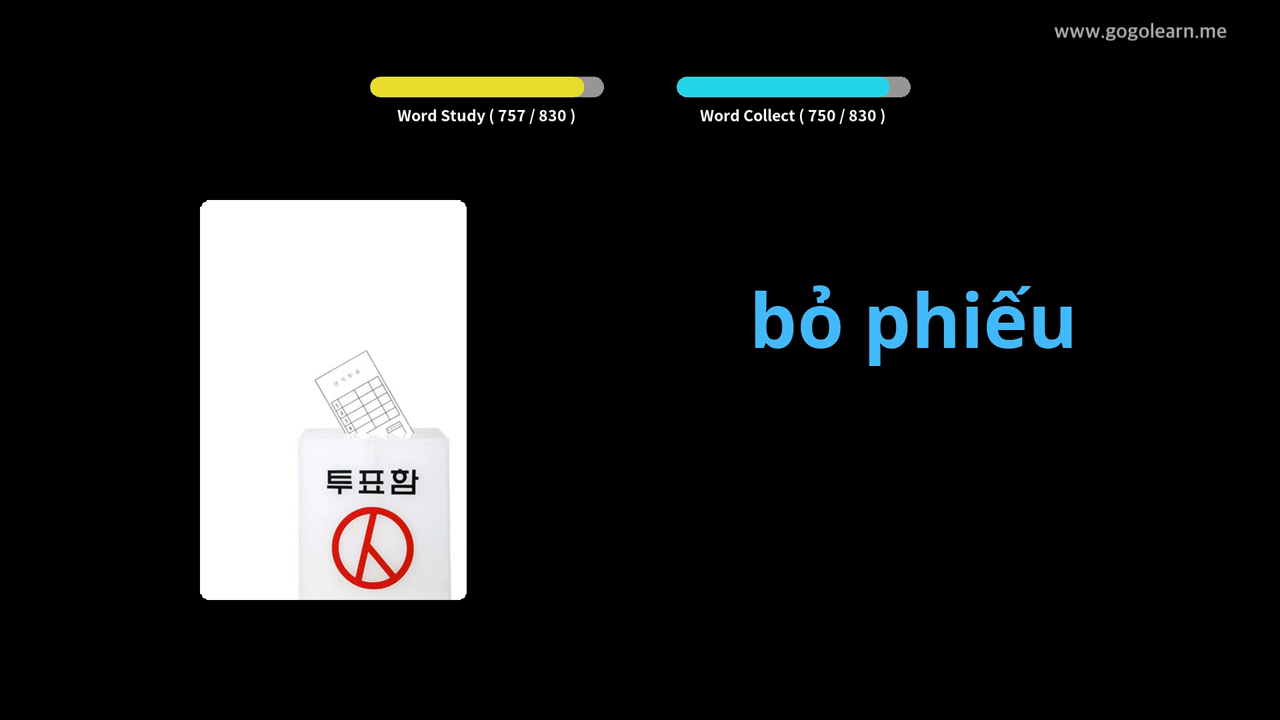 www.gogolearn.me
Word Study ( 757 / 830 )
Word Collect ( 750 / 830 )
bỏ phiếu
투표함